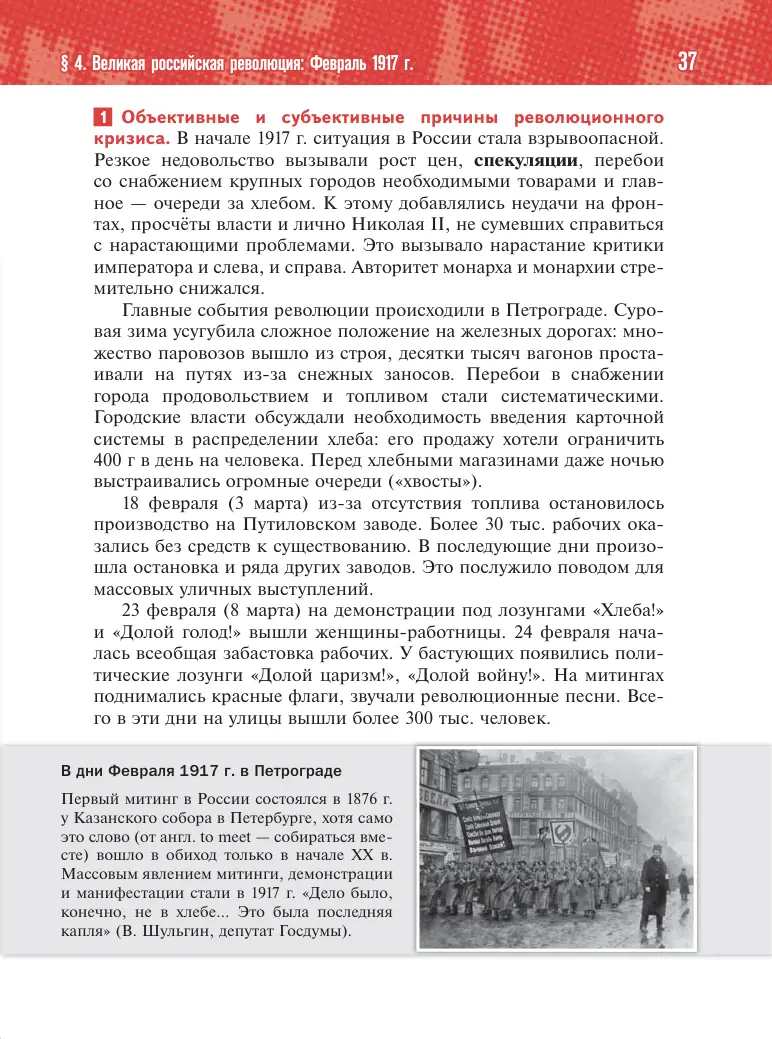 § 4. Великая российская революция: Февраль 1917 г.
37
1 Объективные и субъективные причины революционного
кризиса. В начале 1917 г. ситуация в России стала взрывоопасной.
Резкое недовольство вызывали рост цен, спекуляции, перебои
со снабжением крупных городов необходимыми товарами и глав-
ное — очереди за хлебом. К этому добавлялись неудачи на фрон-
тах, просчёты власти и лично Николая II, не сумевших справиться
с нарастающими проблемами. Это вызывало нарастание критики
императора и слева, и справа. Авторитет монарха и монархии стре-
мительно снижался.
Главные события революции происходили в Петрограде. Суро-
вая зима усугубила сложное положение на железных дорогах: мно-
жество паровозов вышло из строя, десятки тысяч вагонов проста-
ивали на путях из-за снежных заносов. Перебои в снабжении
города продовольствием и топливом стали систематическими.
Городские власти обсуждали необходимость введения карточной
системы в распределении хлеба: его продажу хотели ограничить
400 г в день на человека. Перед хлебными магазинами даже ночью
выстраивались огромные очереди («хвосты»).
18 февраля (3 марта) из-за отсутствия топлива остановилось
производство на Путиловском заводе. Более 30 тыс. рабочих ока-
зались без средств к существованию. В последующие дни произо-
шла остановка и ряда других заводов. Это послужило поводом для
массовых уличных выступлений.
23 февраля (8 марта) на демонстрации под лозунгами «Хлеба!»
и «Долой голод!» вышли женщины-работницы. 24 февраля нача-
лась всеобщая забастовка рабочих. У бастующих появились поли-
тические лозунги «Долой царизм!», «Долой войну!». На митингах
поднимались красные флаги, звучали революционные песни. Все-
го в эти дни на улицы вышли более 300 тыс. человек.
В дни Февраля 1917 г. в Петрограде
Первый митинг в России состоялся в 1876 г.
у Казанского собора в Петербурге, хотя само
это слово (от англ. to meet — собираться вме-
сте) вошло в обиход только в начале XX в.
Массовым явлением митинги, демонстрации
и манифестации стали в 1917 г. «Дело было,
конечно, не в хлебе... Это была последняя
капля» (В. Шульгин, депутат Госдумы).